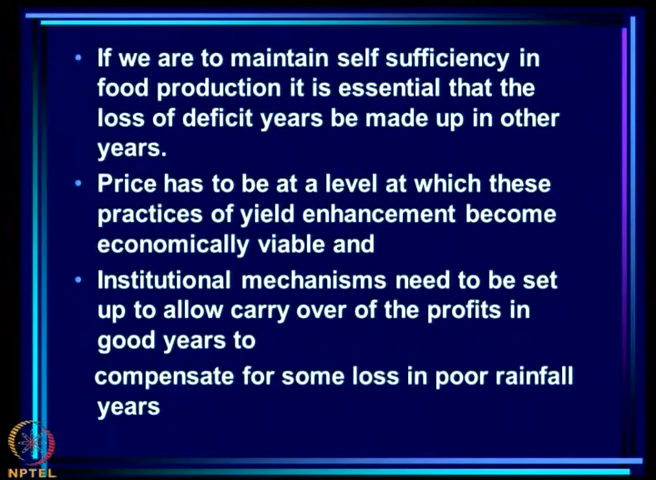 • If we are to maintain self sufficiency in
food production it is essential that the
loss of deficit years be made up in other
years.
• Price has to be at a level at which these
practices of yield enhancement become
economically viable and
• Institutional mechanisms need to be set
up to allow carry over of the profits in
good years to
compensate for some loss in poor rainfall
years
NPTEL